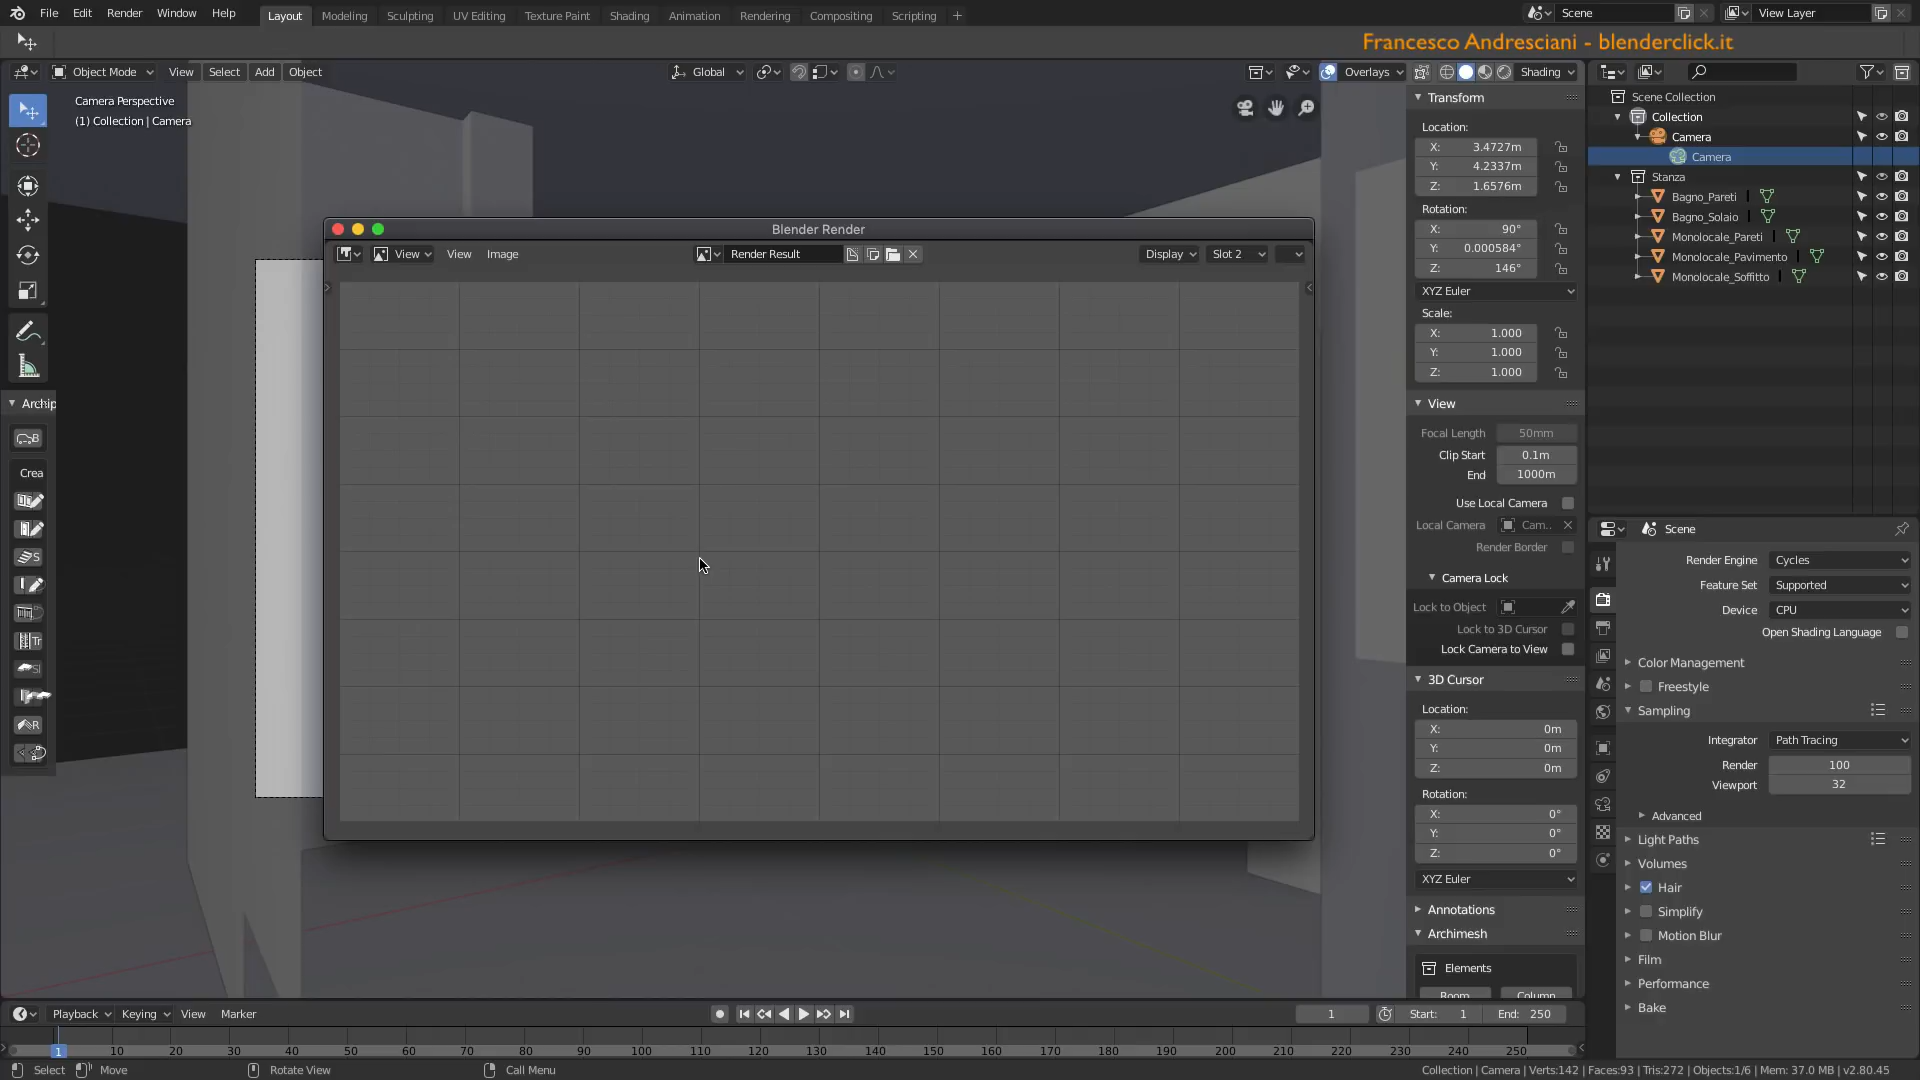 File Edit Render Window Help Layout Modeling Sculpting UV Editing Texture Paint Shading Animation Rendering Compositing Scripting + Scene View Layer
Francesco Andresciani - blenderclick.it
Object Mode View Select Add Object Global Overlays Shading
Camera Perspective
(1) Collection | Camera
Archip
Crea
S
Tr
Sl
R
B
Blender Render
View View Image Render Result Display Slot 2
Transform
Location:
X: 3.4727m
Y: 4.2337m
Z: 1.6576m
Rotation:
X: 90°
Y: 0.000584°
Z: 146°
XYZ Euler
Scale:
X: 1.000
Y: 1.000
Z: 1.000
View
Focal Length 50mm
Clip Start 0.1m
End 1000m
Use Local Camera
Local Camera Cam..
Render Border
Camera Lock
Lock to Object
Lock to 3D Cursor
Lock Camera to View
3D Cursor
Location:
X: 0m
Y: 0m
Z: 0m
Rotation:
X: 0°
Y: 0°
Z: 0°
XYZ Euler
Annotations
Archimesh
Elements
Room Column
Scene Collection
Collection
Camera
Camera
Stanza
Bagno_Pareti
Bagno_Solaio
Monolocale_Pareti
Monolocale_Pavimento
Monolocale_Soffitto
Scene
Render Engine Cycles
Feature Set Supported
Device CPU
Open Shading Language
Color Management
Freestyle
Sampling
Integrator Path Tracing
Render 100
Viewport 32
Advanced
Light Paths
Volumes
Hair
Simplify
Motion Blur
Film
Performance
Bake
Playback Keying View Marker 1 Start: 1 End: 250
1 10 20 30 40 50 60 70 80 90 100 110 120 130 140 150 160 170 180 190 200 210 220 230 240 250
Select Move Rotate View Call Menu Collection | Camera | Verts:142 | Faces:93 | Tris:272 | Objects:1/6 | Mem: 37.0 MB | v2.80.45